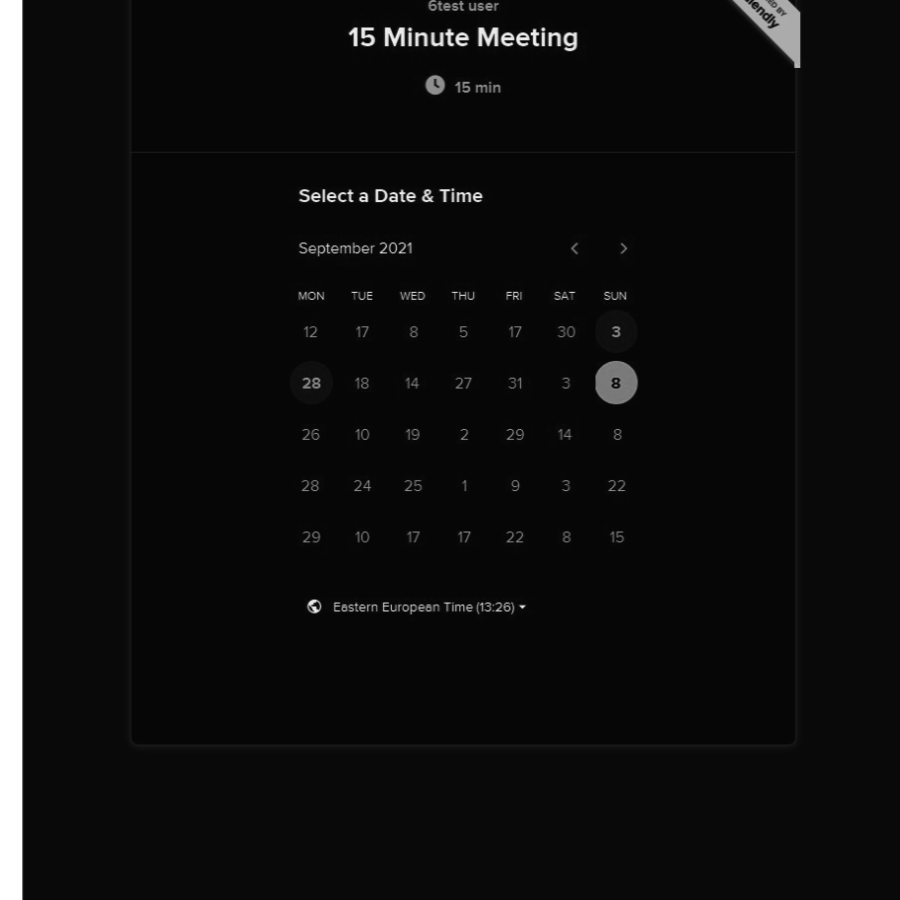 6test user
15 Minute Meeting
15 min
Select a Date & Time
September 2021
MON TUE WED THU FRI SAT SUN
12 17 8 5 17 30 3
28 18 14 27 31 3 8
26 10 19 2 29 14 8
28 24 25 1 9 3 22
29 10 17 17 22 8 15
Eastern European Time (13:26)